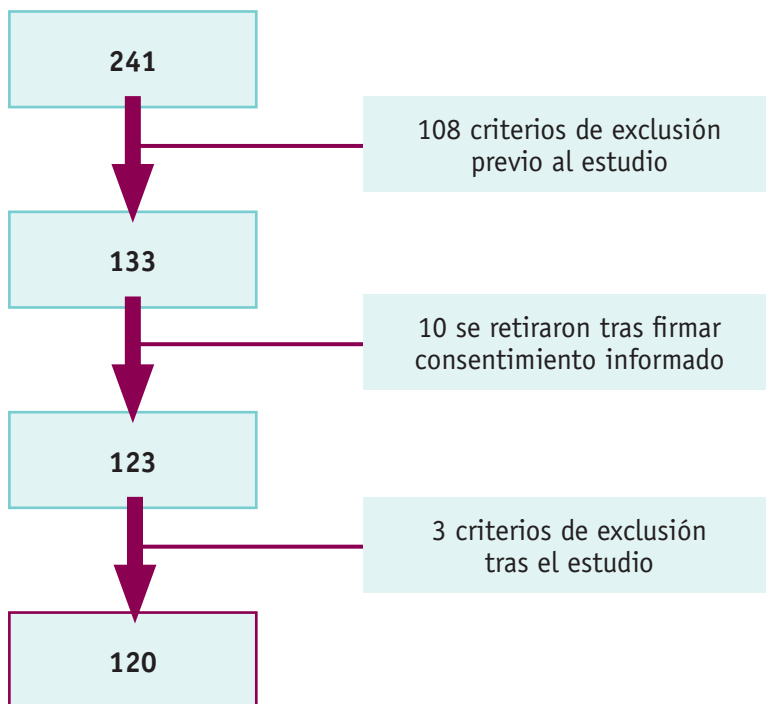 241
108 criterios de exclusión
previo al estudio
133
10 se retiraron tras firmar
consentimiento informado
123
3 criterios de exclusión
tras el estudio
120